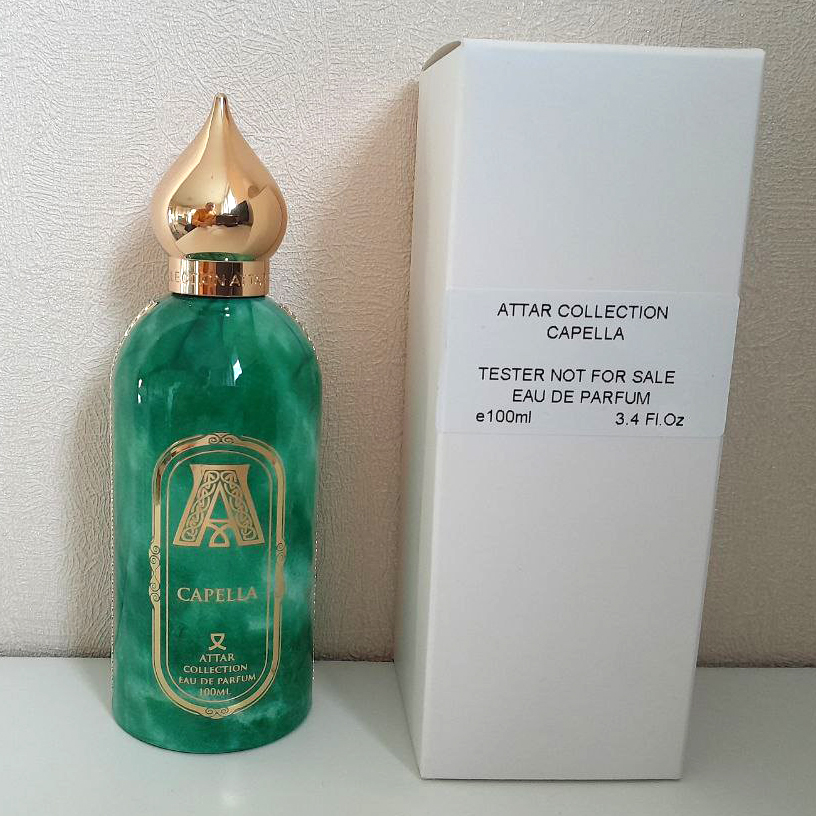 A
CAPELLA
ATTAR
COLLECTION
EAU DE PARFUM
100ML
ATTAR COLLECTION
CAPELLA
TESTER NOT FOR SALE
EAU DE PARFUM
e100ml 3.4 Fl.Oz